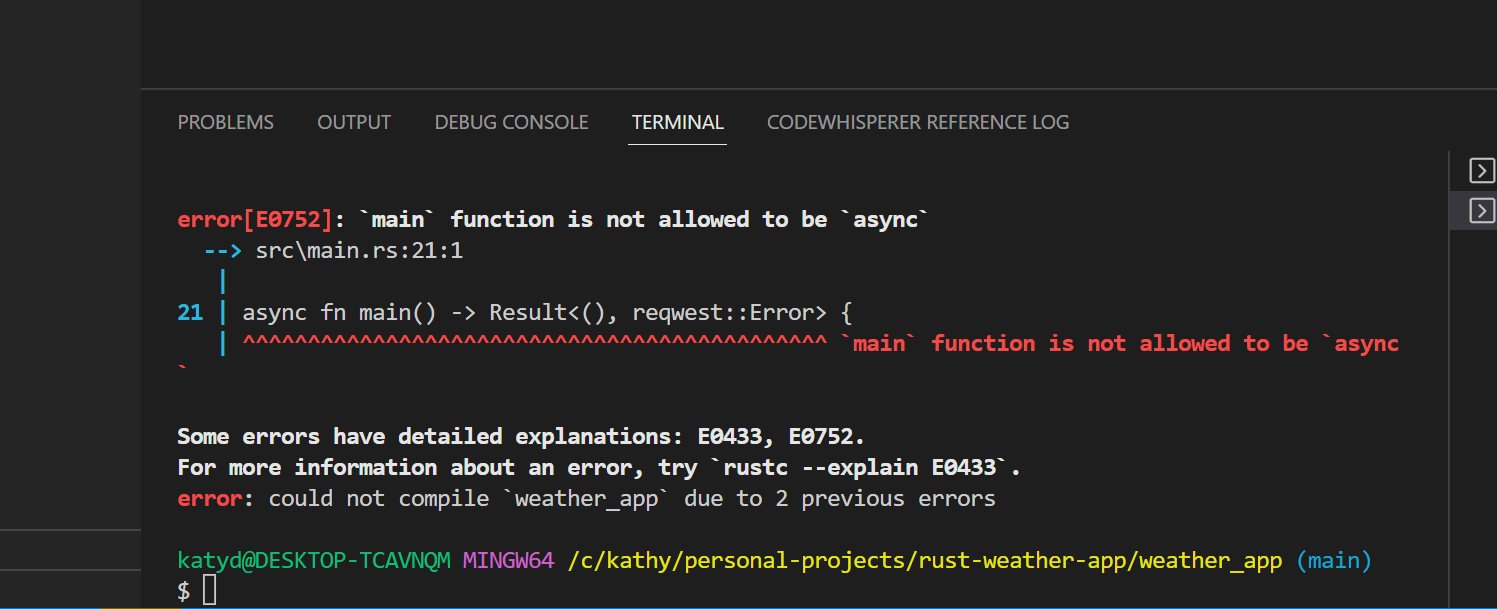 PROBLEMS OUTPUT DEBUG CONSOLE TERMINAL CODEWHISPERER REFERENCE LOG
error[E0752]: `main` function is not allowed to be `async`
  --> src\main.rs:21:1
   |
21 | async fn main() -> Result<(), reqwest::Error> {
   | ^^^^^^^^^^^^^^^^^^^^^^^^^^^^^^^^^^^^^^^^^^^^^ `main` function is not allowed to be `async
`
Some errors have detailed explanations: E0433, E0752.
For more information about an error, try `rustc --explain E0433`.
error: could not compile `weather_app` due to 2 previous errors
katyd@DESKTOP-TCAVNQM MINGW64 /c/kathy/personal-projects/rust-weather-app/weather_app (main)
$